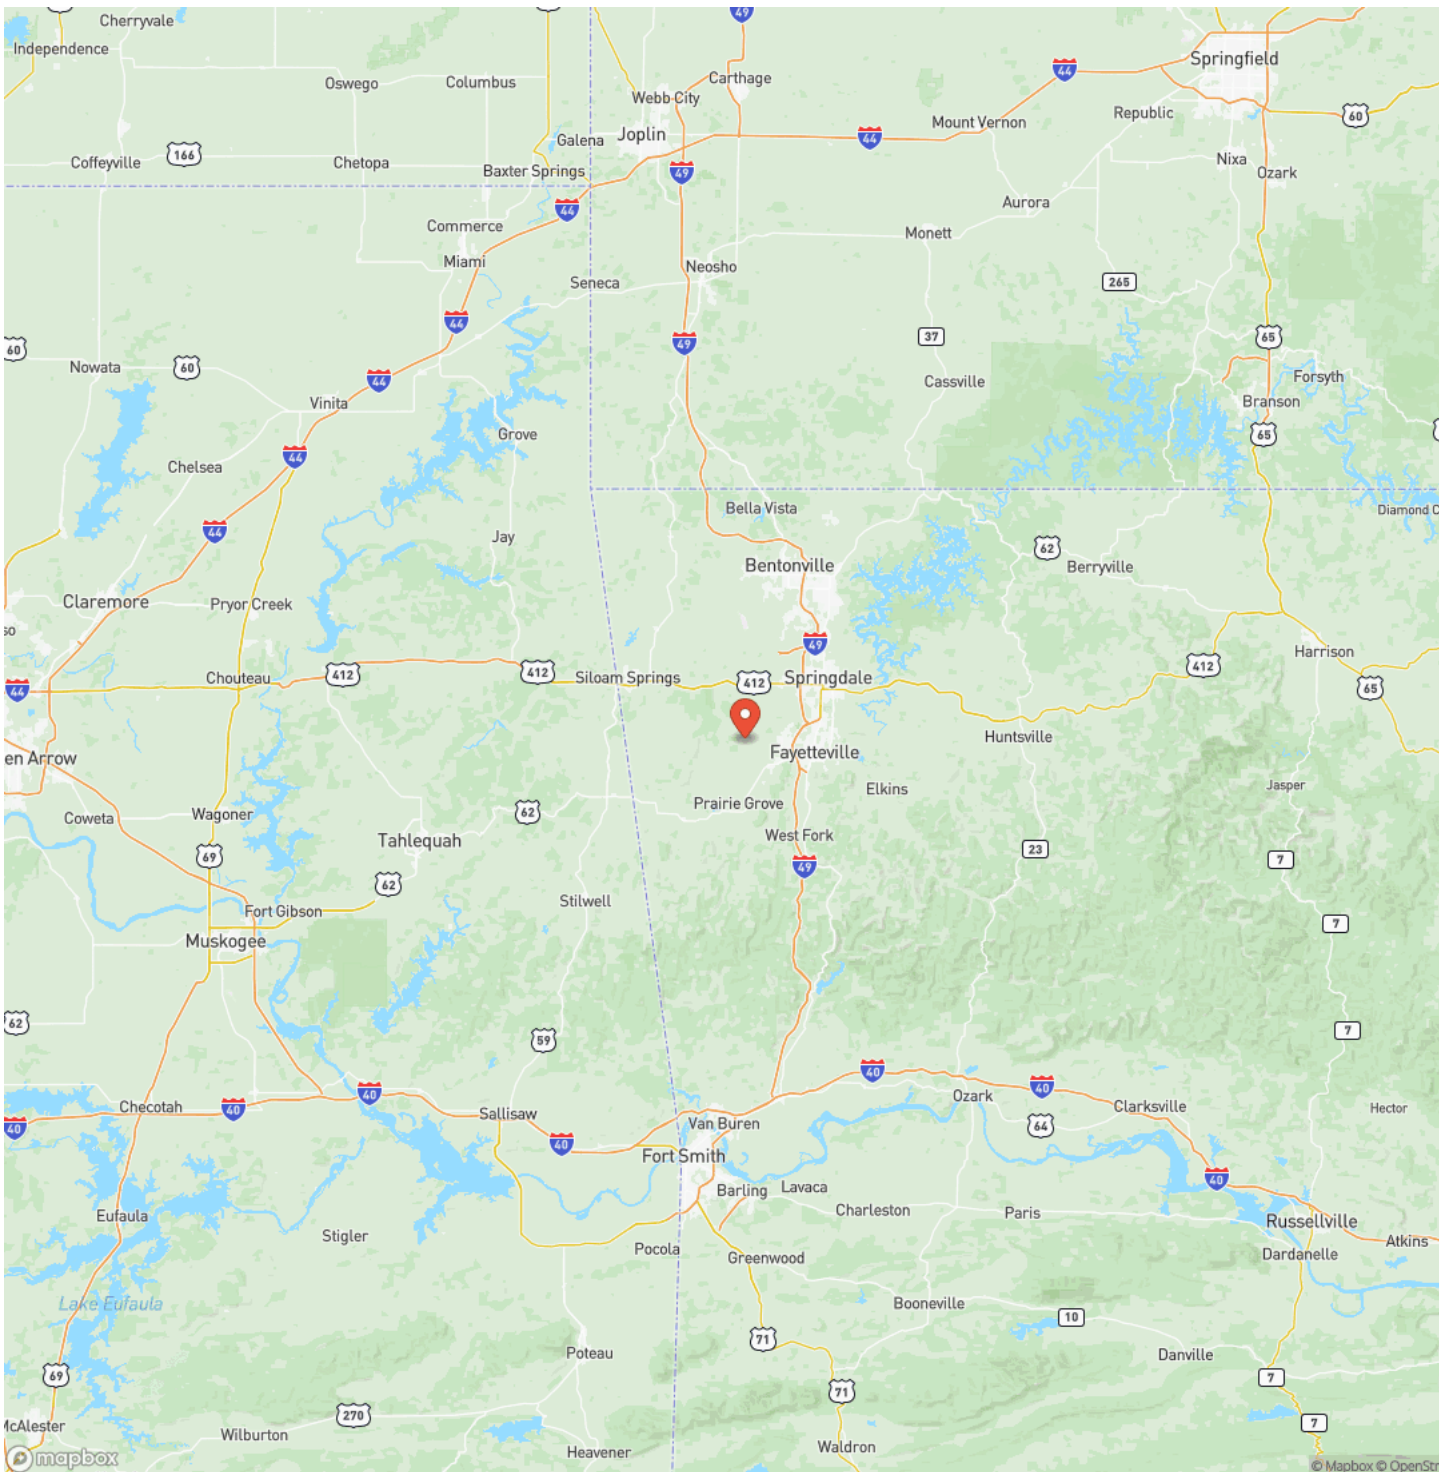 49
Cherryvale
Independence
Springfield
44
Carthage
Oswego
Columbus
Webb City
Republic
60
Mount Vernon
Joplin
44
Galena
166
Coffeyville
Chetopa
Baxter Springs
49
Nixa
Ozark
44
Aurora
Commerce
Monett
Miami
Neosho
Seneca
265
44
60
49
37
65
Nowata
60
44
Cassville
Forsyth
Vinita
Branson
Grove
65
44
Chelsea
Bella Vista
Diamond C
44
Jay
62
Bentonville
Berryville
Claremore
Pryor Creek
so
49
Harrison
412
412
412
412
Chouteau
Siloam Springs
Springdale
44
65
Huntsville
Fayetteville
en Arrow
Elkins
Jasper
Prairie Grove
Coweta
Wagoner
62
West Fork
Tahlequah
23
69
7
49
62
Stilwell
Fort Gibson
7
Muskogee
62
7
59
40
40
40
Ozark
Checotah
40
Sallisaw
Clarksville
Hector
40
Van Buren
64
40
Fort Smith
40
Barling
Lavaca
Charleston
Paris
Eufaula
Russellville
Stigler
Pocola
Atkins
Greenwood
Dardanelle
Lake Eufaula
Booneville
10
71
Poteau
Danville
69
7
71
270
McAlester
7
Wilburton
Heavener
Waldron
mapbox
© Mapbox © OpenStr